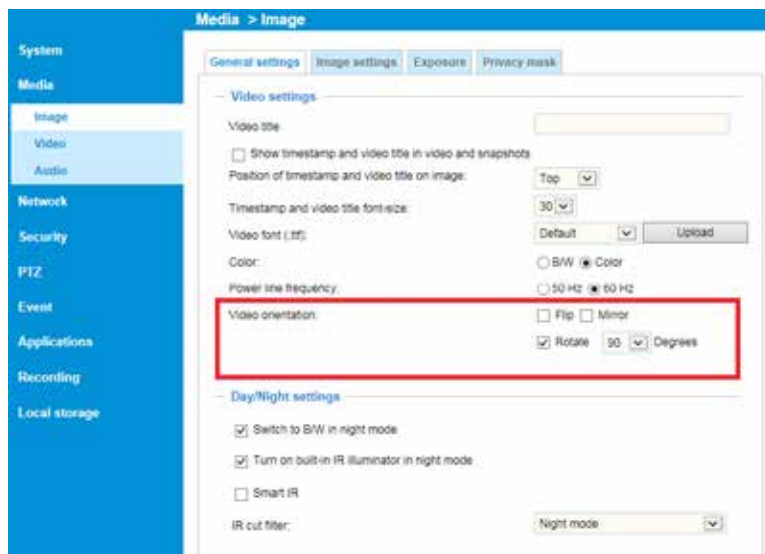 Media > Image
System
Media
Image
Video
Audio
Network
Security
PTZ
Event
Applications
Recording
Local storage
General settings Image settings Exposure Privacy mask
Video settings
Video title
Show timestamp and video title in video and snapshots
Position of timestamp and video title on image: Top
Timestamp and video title font-size: 30
Video font (.ttf): Default Upload
Color: B/W Color
Power line frequency: 50 Hz 60 Hz
Video orientation: Flip Mirror
Rotate 90 Degrees
Day/Night settings
Switch to B/W in night mode
Turn on built-in IR illuminator in night mode
Smart IR
IR cut filter: Night mode